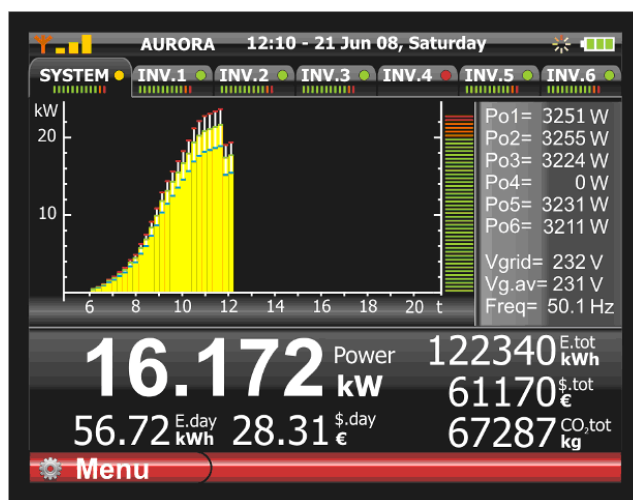 AURORA 12:10 - 21 Jun 08, Saturday
SYSTEM INV.1 INV.2 INV.3 INV.4 INV.5 INV.6
kW
20
10
6 8 10 12 14 16 18 20 t
Po1= 3251 W
Po2= 3255 W
Po3= 3224 W
Po4= 0 W
Po5= 3231 W
Po6= 3211 W
Vgrid= 232 V
Vg.av= 231 V
Freq= 50.1 Hz
16.172 Power kW
122340 E.tot kWh
61170 $.tot €
56.72 E.day kWh 28.31 $.day €
67287 CO₂tot kg
Menu